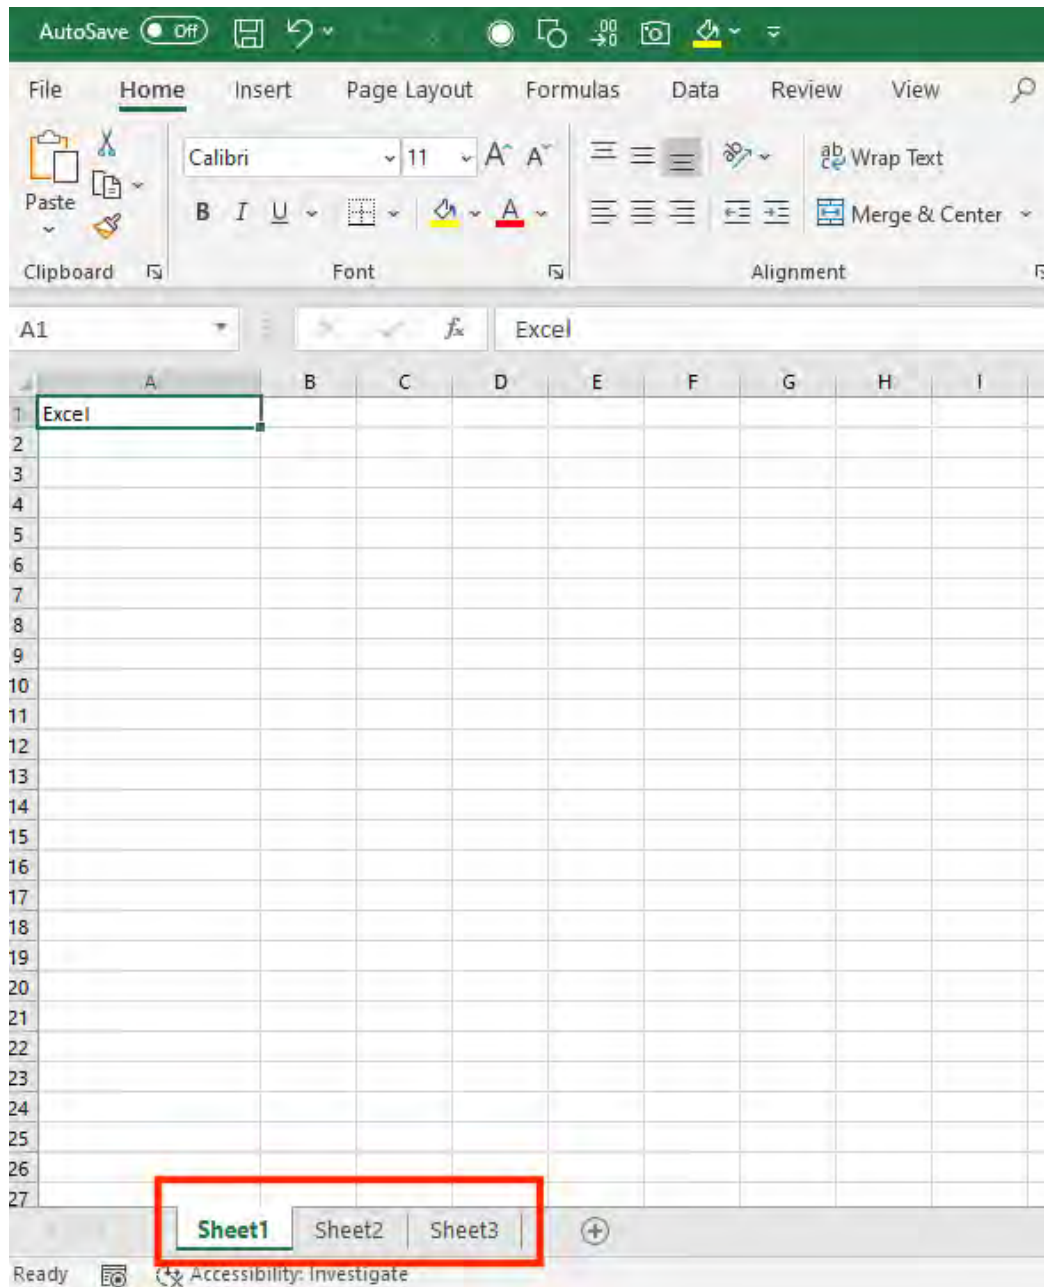 AutoSave Off
File Home Insert Page Layout Formulas Data Review View
Calibri 11 A A ab Wrap Text
Paste B I U A Merge & Center
Clipboard Font Alignment
A1 fx Excel
A B C D E F G H I
1 Excel
2
3
4
5
6
7
8
9
10
11
12
13
14
15
16
17
18
19
20
21
22
23
24
25
26
27
Sheet1 Sheet2 Sheet3
Ready Accessibility: Investigate